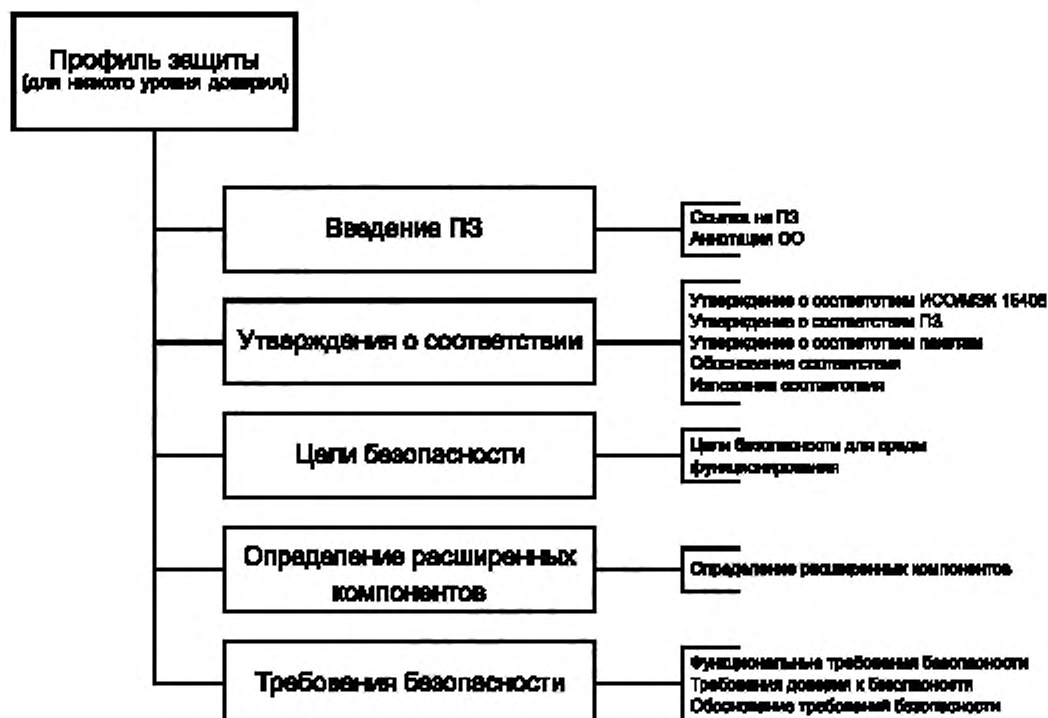 Профиль защиты
(для низкого уровня доверия)
Введение ПЗ
Ссылка на ПЗ
Аннотация ОО
Утверждения о соответствии
Утверждение о соответствии ИСО/МЭК 15408
Утверждение о соответствии ПЗ
Утверждение о соответствии пакетам
Обоснование соответствия
Изложение соответствия
Цели безопасности
Цели безопасности для среды
функционирования
Определение расширенных
компонентов
Определение расширенных компонентов
Требования безопасности
Функциональные требования безопасности
Требования доверия к безопасности
Обоснование требований безопасности